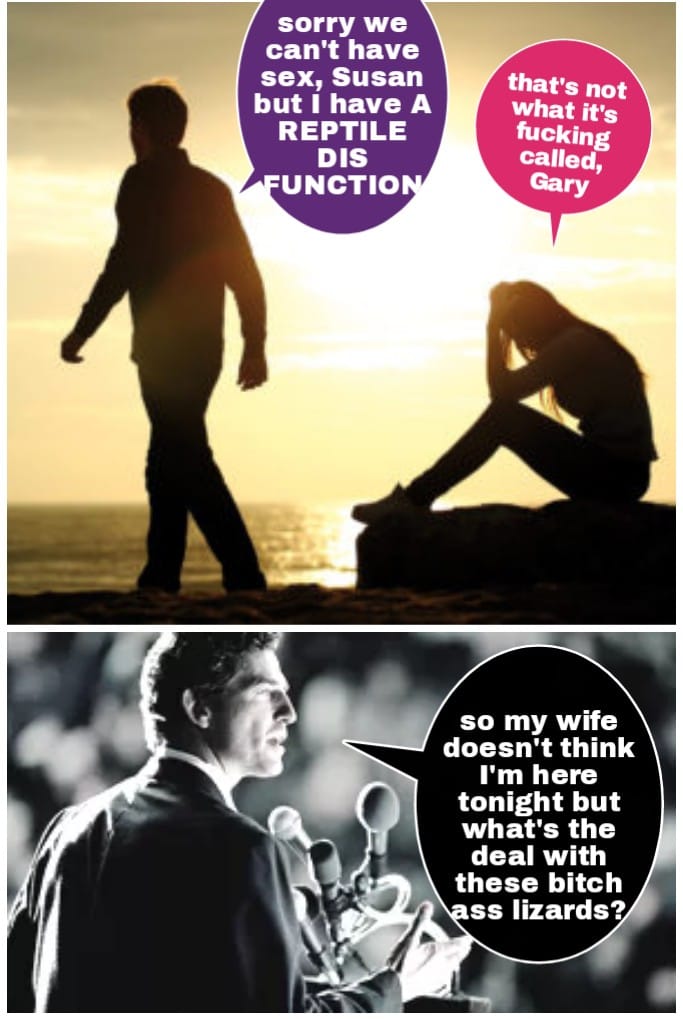 sorry we
can't have
sex, Susan
but I have A
REPTILE
DIS
FUNCTION
that's not
what it's
fucking
called,
Gary
so my wife
doesn't think
I'm here
tonight but
what's the
deal with
these bitch
ass lizards?